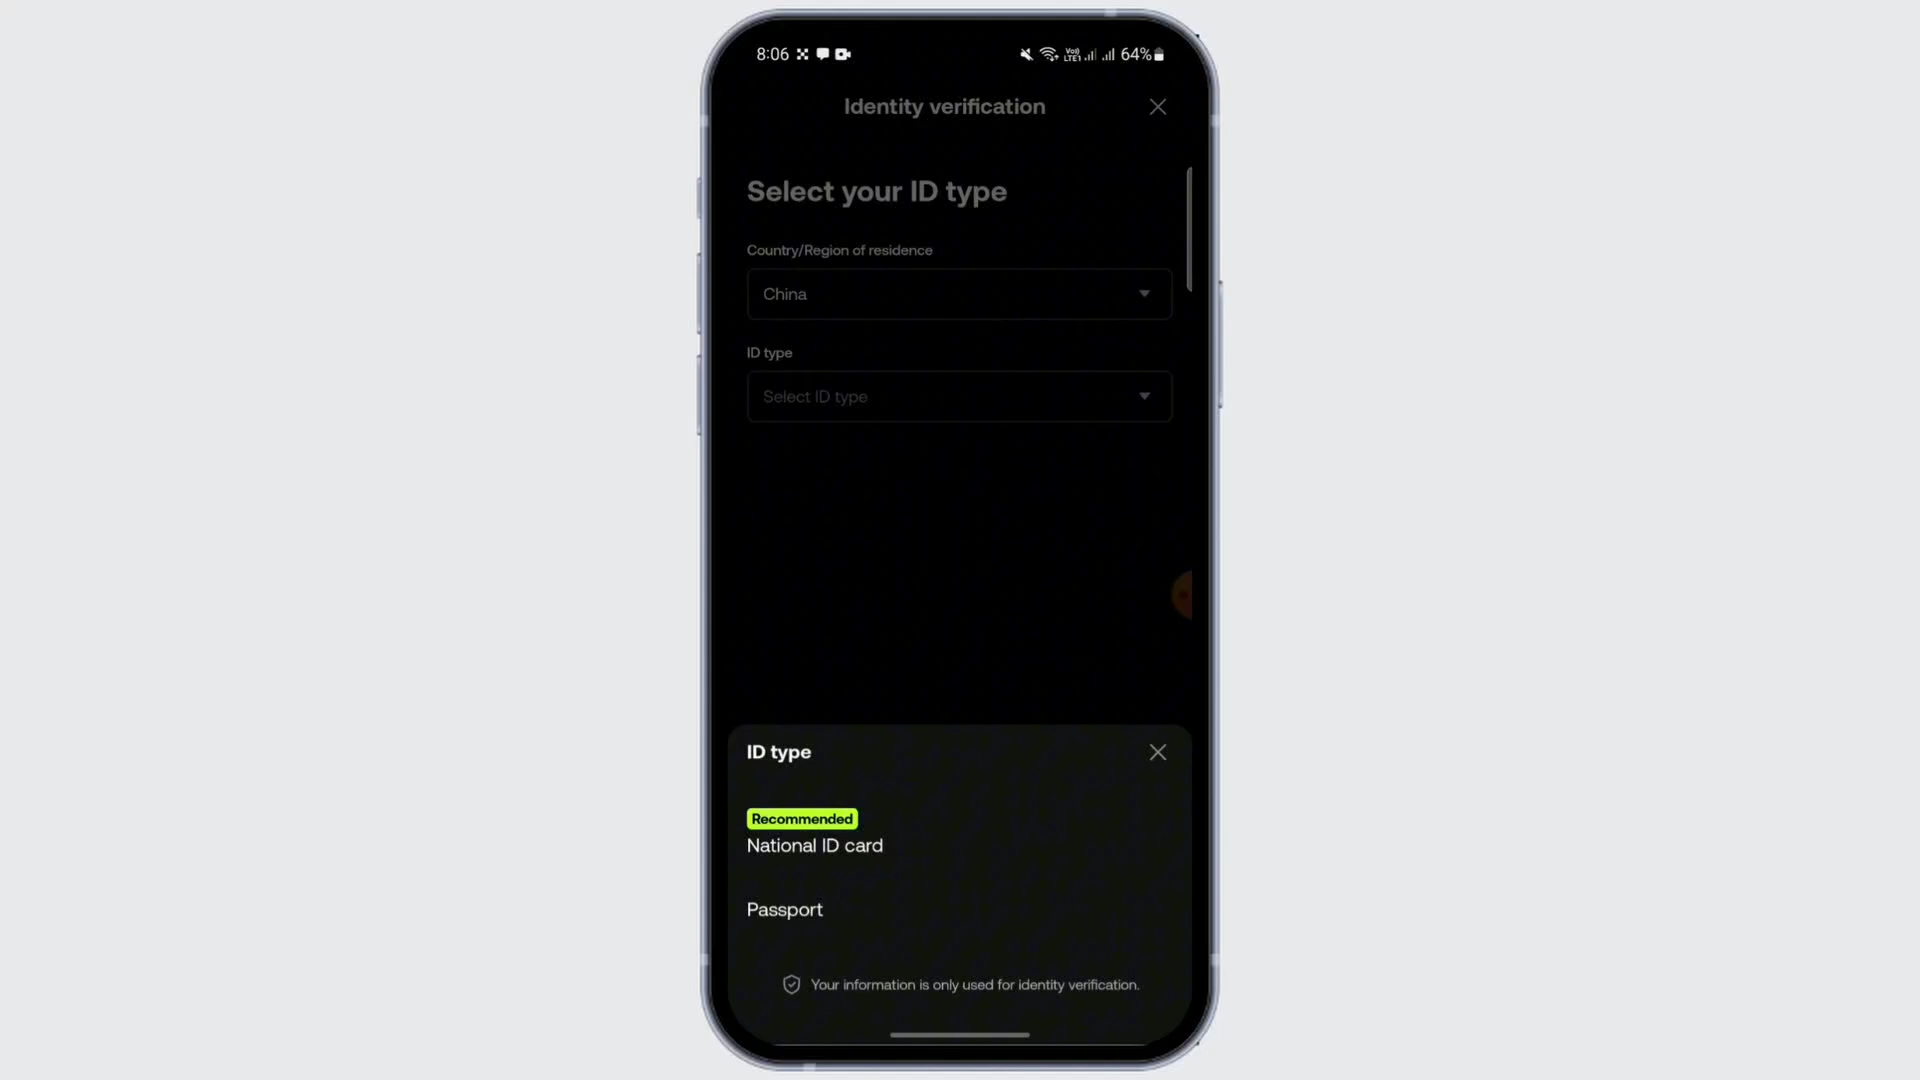 8:06 64%
Identity verification
Select your ID type
Country/Region of residence
China
ID type
Select ID type
ID type
Recommended
National ID card
Passport
Your information is only used for identity verification.